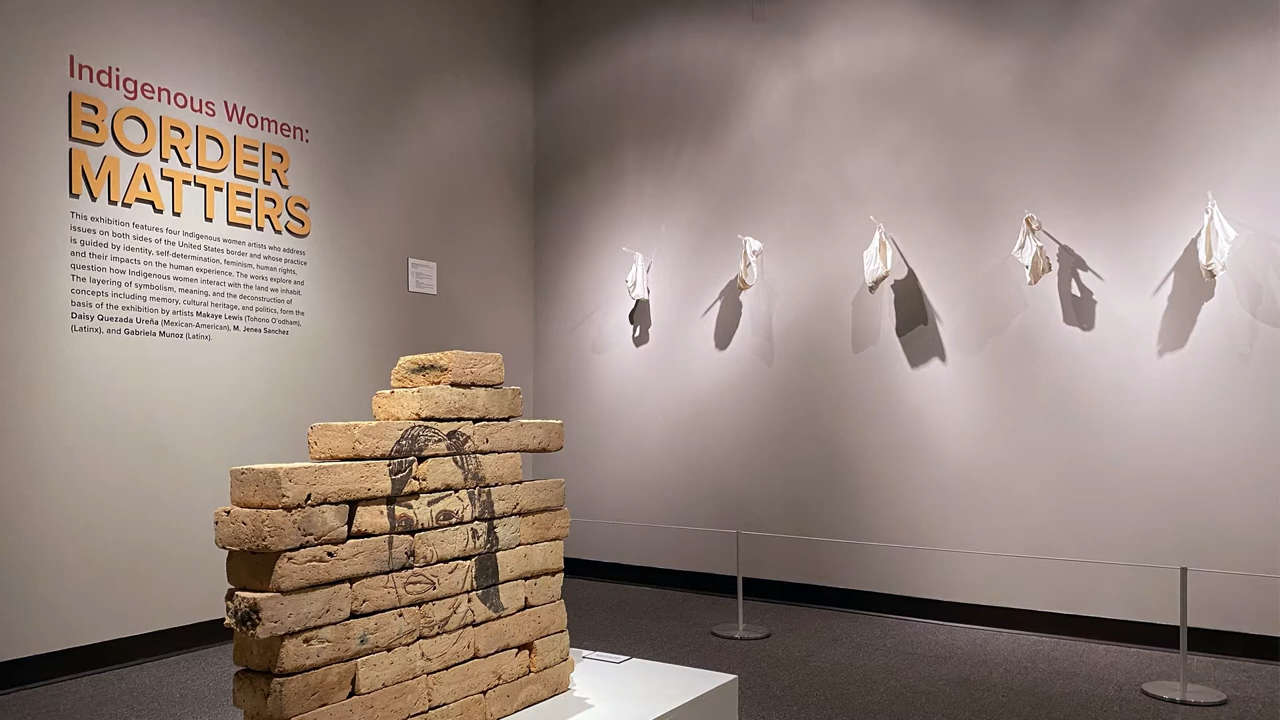 Indigenous Women:
BORDER
MATTERS
This exhibition features four Indigenous women artists who address
issues on both sides of the United States border and whose practice
is guided by identity, self-determination, feminism, human rights,
and their impacts on the human experience. The works explore and
question how Indigenous women interact with the land we inhabit.
The layering of symbolism, meaning, and the deconstruction of
concepts including memory, cultural heritage, and politics, form the
basis of the exhibition by artists Makaye Lewis (Tohono O'odham),
Daisy Quezada Ureña (Mexican-American), M. Jenea Sanchez
(Latinx), and Gabriela Munoz (Latinx).